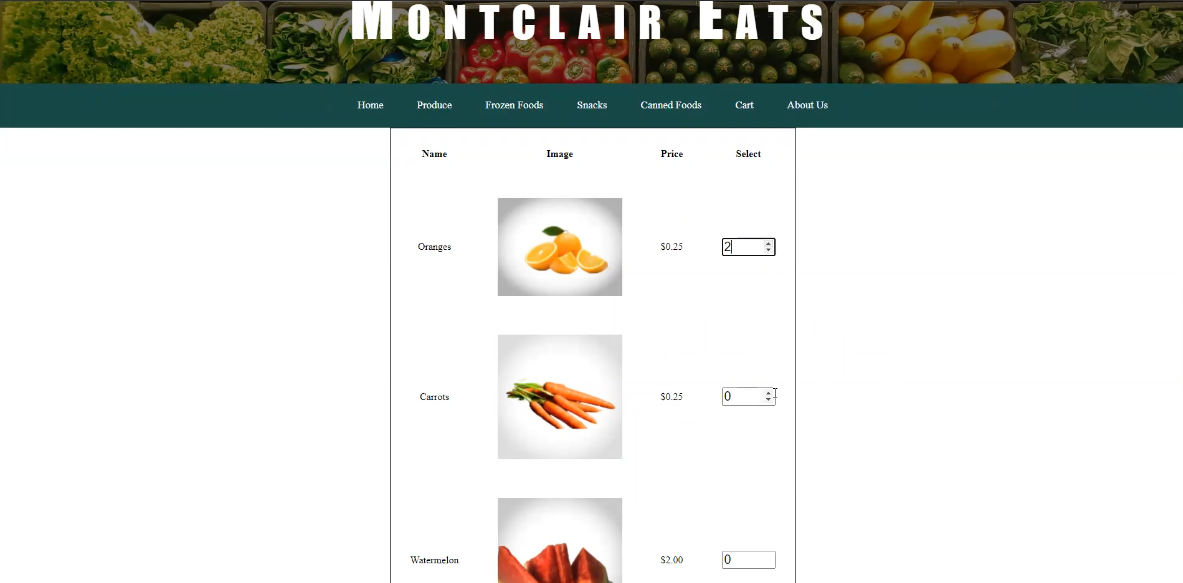 MONTCLAIR EATS
Home Produce Frozen Foods Snacks Canned Foods Cart About Us
Name Image Price Select
Oranges $0.25 2
Carrots $0.25 0
Watermelon $2.00 0